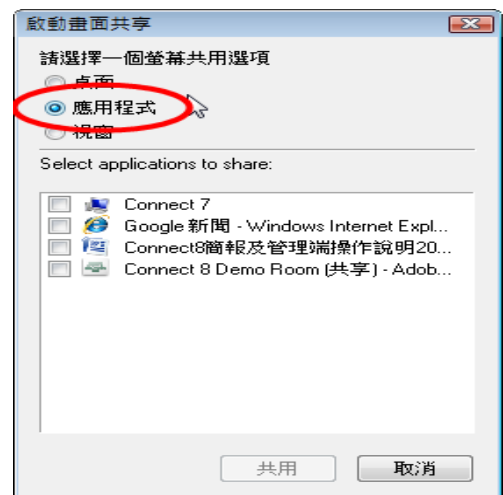 啟動畫面共享
請選擇一個螢幕共用選項
桌面
應用程式
視窗
Select applications to share:
Connect 7
Google 新聞 - Windows Internet Expl...
Connect8簡報及管理端操作說明20...
Connect 8 Demo Room (共享) - Adob...
共用
取消